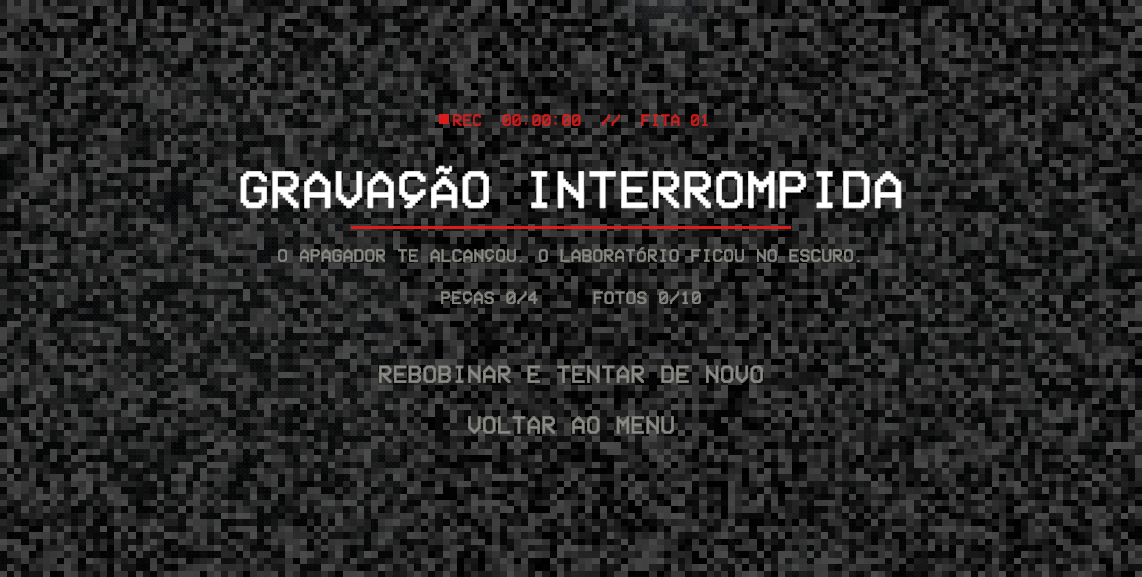 REC 00:00:00 // FITA 01
GRAVAÇÃO INTERROMPIDA
O APAGADOR TE ALCANÇOU. O LABORATÓRIO FICOU NO ESCURO.
PEÇAS 0/4 FOTOS 0/10
REBOBINAR E TENTAR DE NOVO
VOLTAR AO MENU